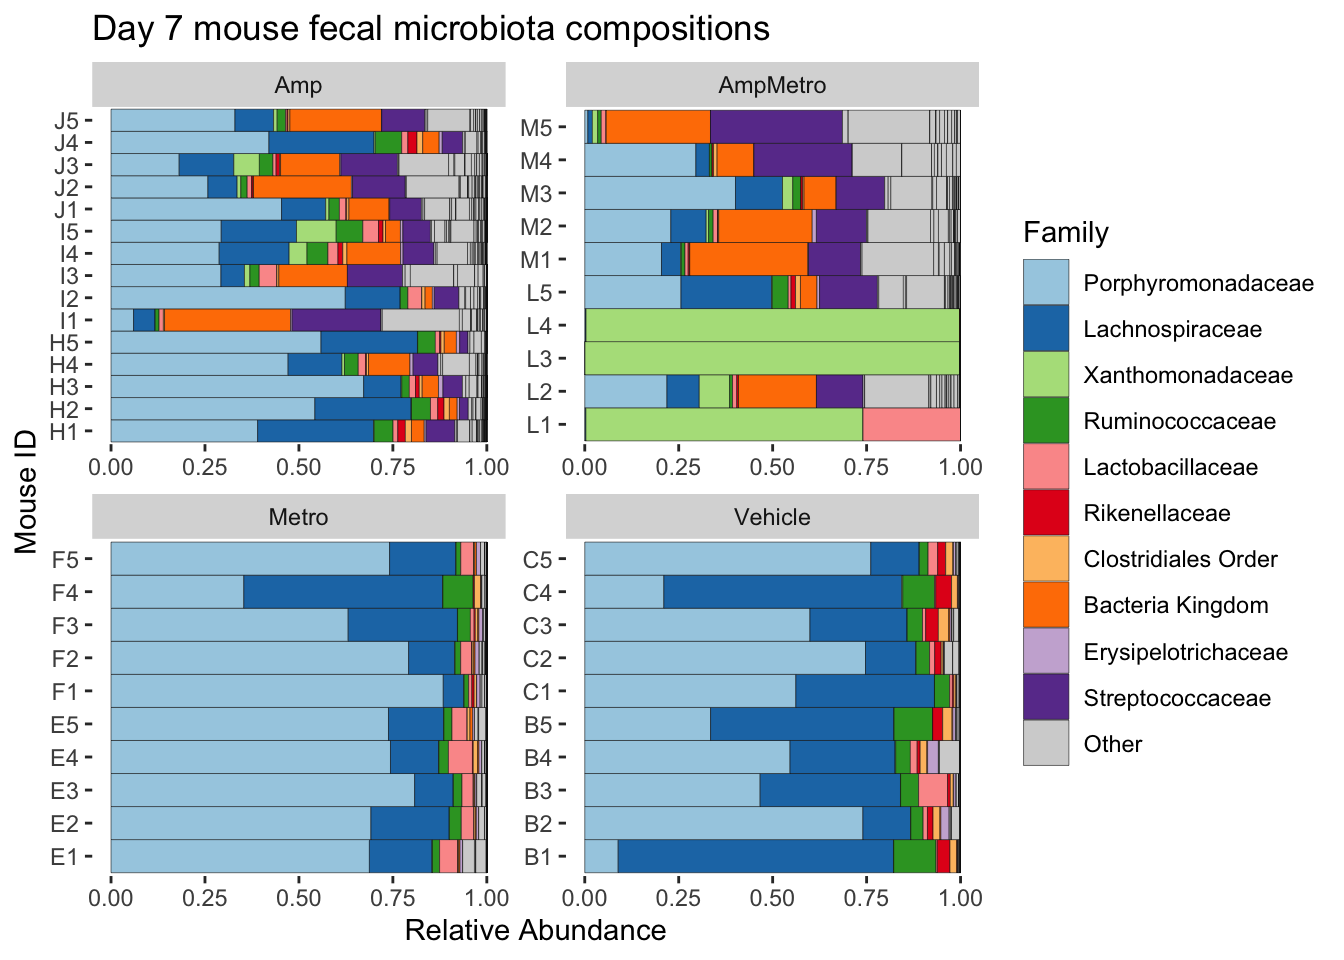 Day 7 mouse fecal microbiota compositions
Amp
AmpMetro
J5
J4
J3
J2
J1
I5
I4
I3
I2
I1
H5
H4
H3
H2
H1
M5
M4
M3
M2
M1
L5
L4
L3
L2
L1
0.00 0.25 0.50 0.75 1.00
0.00 0.25 0.50 0.75 1.00
Metro
Vehicle
F5
F4
F3
F2
F1
E5
E4
E3
E2
E1
C5
C4
C3
C2
C1
B5
B4
B3
B2
B1
0.00 0.25 0.50 0.75 1.00
0.00 0.25 0.50 0.75 1.00
Mouse ID
Relative Abundance
Family
Porphyromonadaceae
Lachnospiraceae
Xanthomonadaceae
Ruminococcaceae
Lactobacillaceae
Rikenellaceae
Clostridiales Order
Bacteria Kingdom
Erysipelotrichaceae
Streptococcaceae
Other